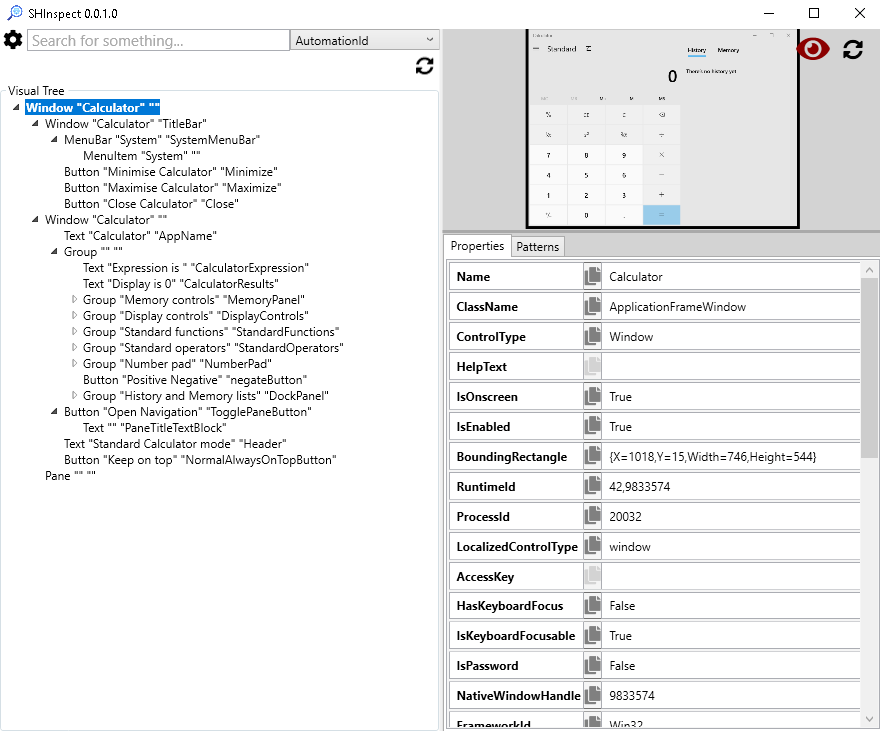 SHInspect 0.0.1.0
Search for something...
AutomationId
Visual Tree
Window "Calculator" ""
Window "Calculator" "TitleBar"
MenuBar "System" "SystemMenuBar"
MenuItem "System" ""
Button "Minimise Calculator" "Minimize"
Button "Maximise Calculator" "Maximize"
Button "Close Calculator" "Close"
Window "Calculator" ""
Text "Calculator" "AppName"
Group "" ""
Text "Expression is " "CalculatorExpression"
Text "Display is 0" "CalculatorResults"
Group "Memory controls" "MemoryPanel"
Group "Display controls" "DisplayControls"
Group "Standard functions" "StandardFunctions"
Group "Standard operators" "StandardOperators"
Group "Number pad" "NumberPad"
Button "Positive Negative" "negateButton"
Group "History and Memory lists" "DockPanel"
Button "Open Navigation" "TogglePaneButton"
Text "" "PaneTitleTextBlock"
Text "Standard Calculator mode" "Header"
Button "Keep on top" "NormalAlwaysOnTopButton"
Pane "" ""
Calculator
Standard
History Memory
There's no history yet
0
% CE C
7 8 9 ×
4 5 6 −
1 2 3 +
0 . =
Properties Patterns
Name Calculator
ClassName ApplicationFrameWindow
ControlType Window
HelpText
IsOnscreen True
IsEnabled True
BoundingRectangle {X=1018,Y=15,Width=746,Height=544}
RuntimeId 42,9833574
ProcessId 20032
LocalizedControlType window
AccessKey
HasKeyboardFocus False
IsKeyboardFocusable True
IsPassword False
NativeWindowHandle 9833574
FrameworkId Win32